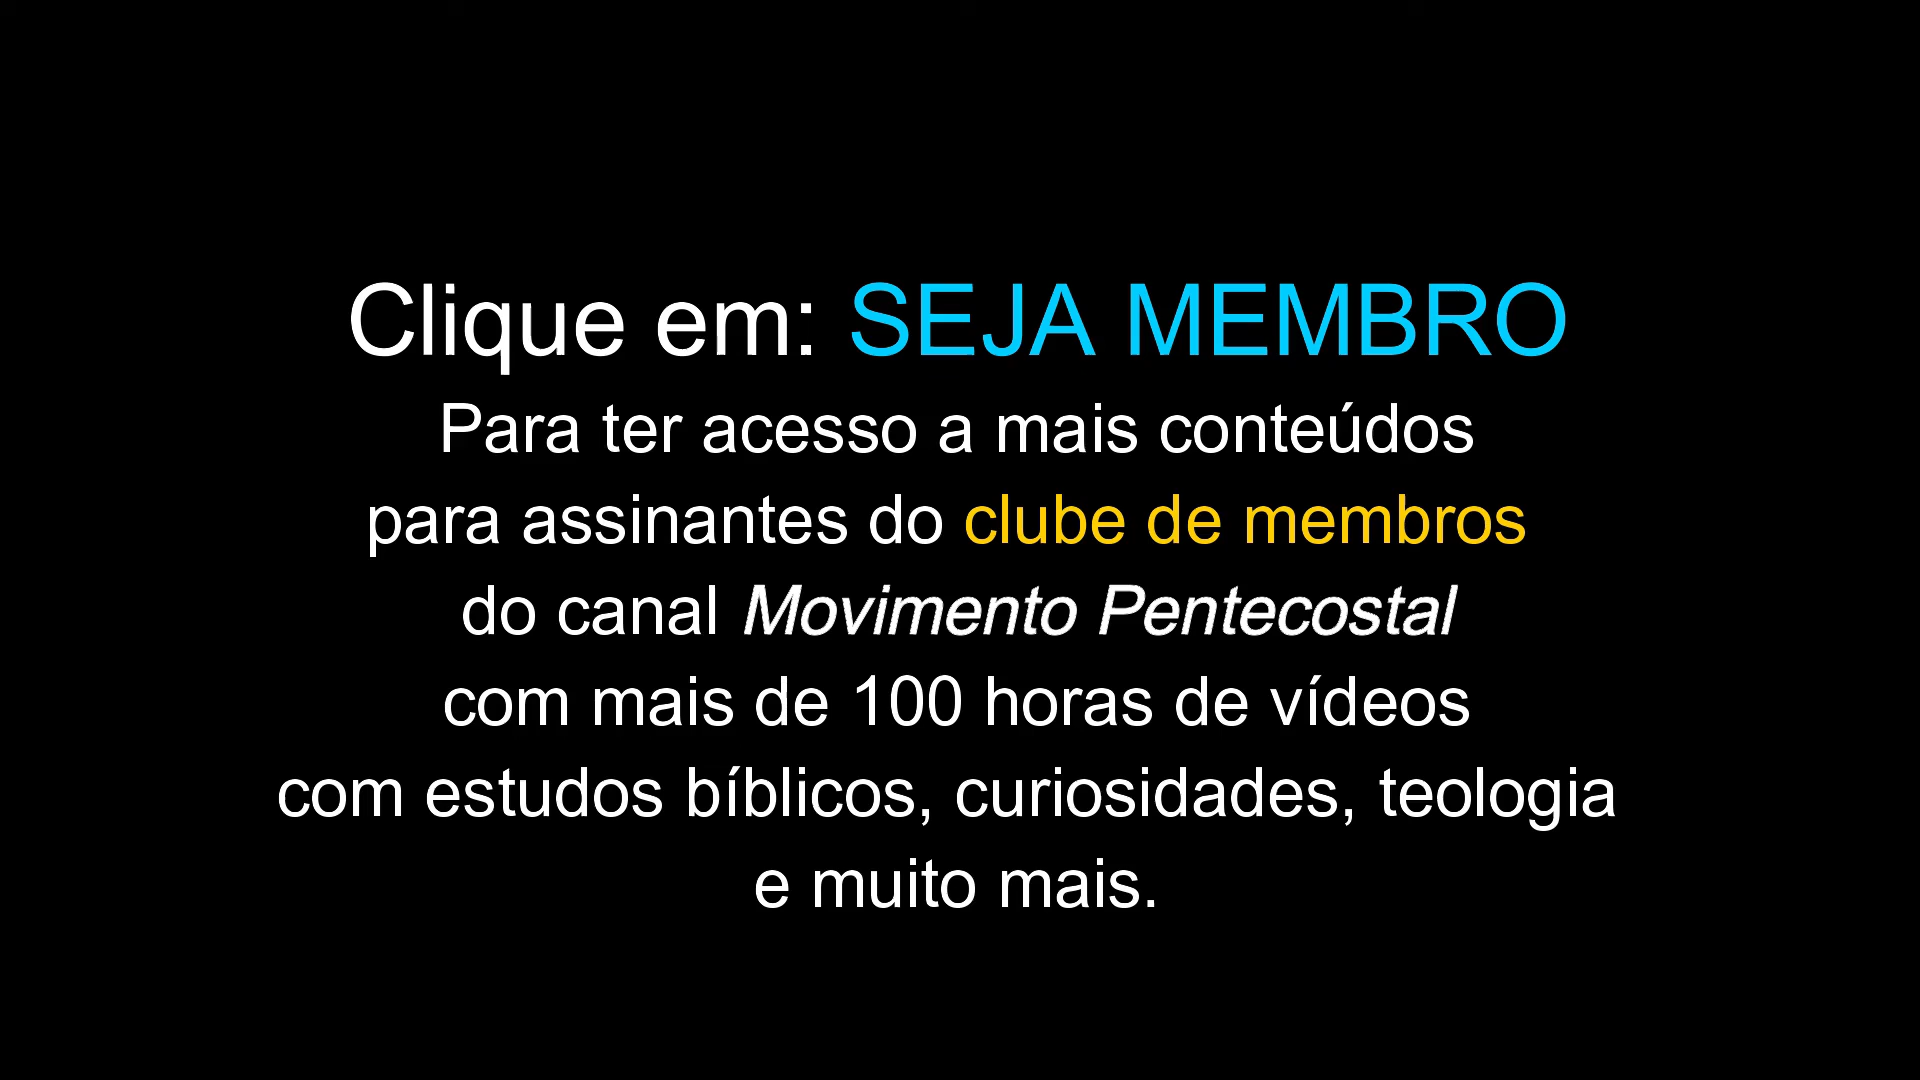 Clique em: SEJA MEMBRO
Para ter acesso a mais conteúdos
para assinantes do clube de membros
do canal Movimento Pentecostal
com mais de 100 horas de vídeos
com estudos bíblicos, curiosidades, teologia
e muito mais.